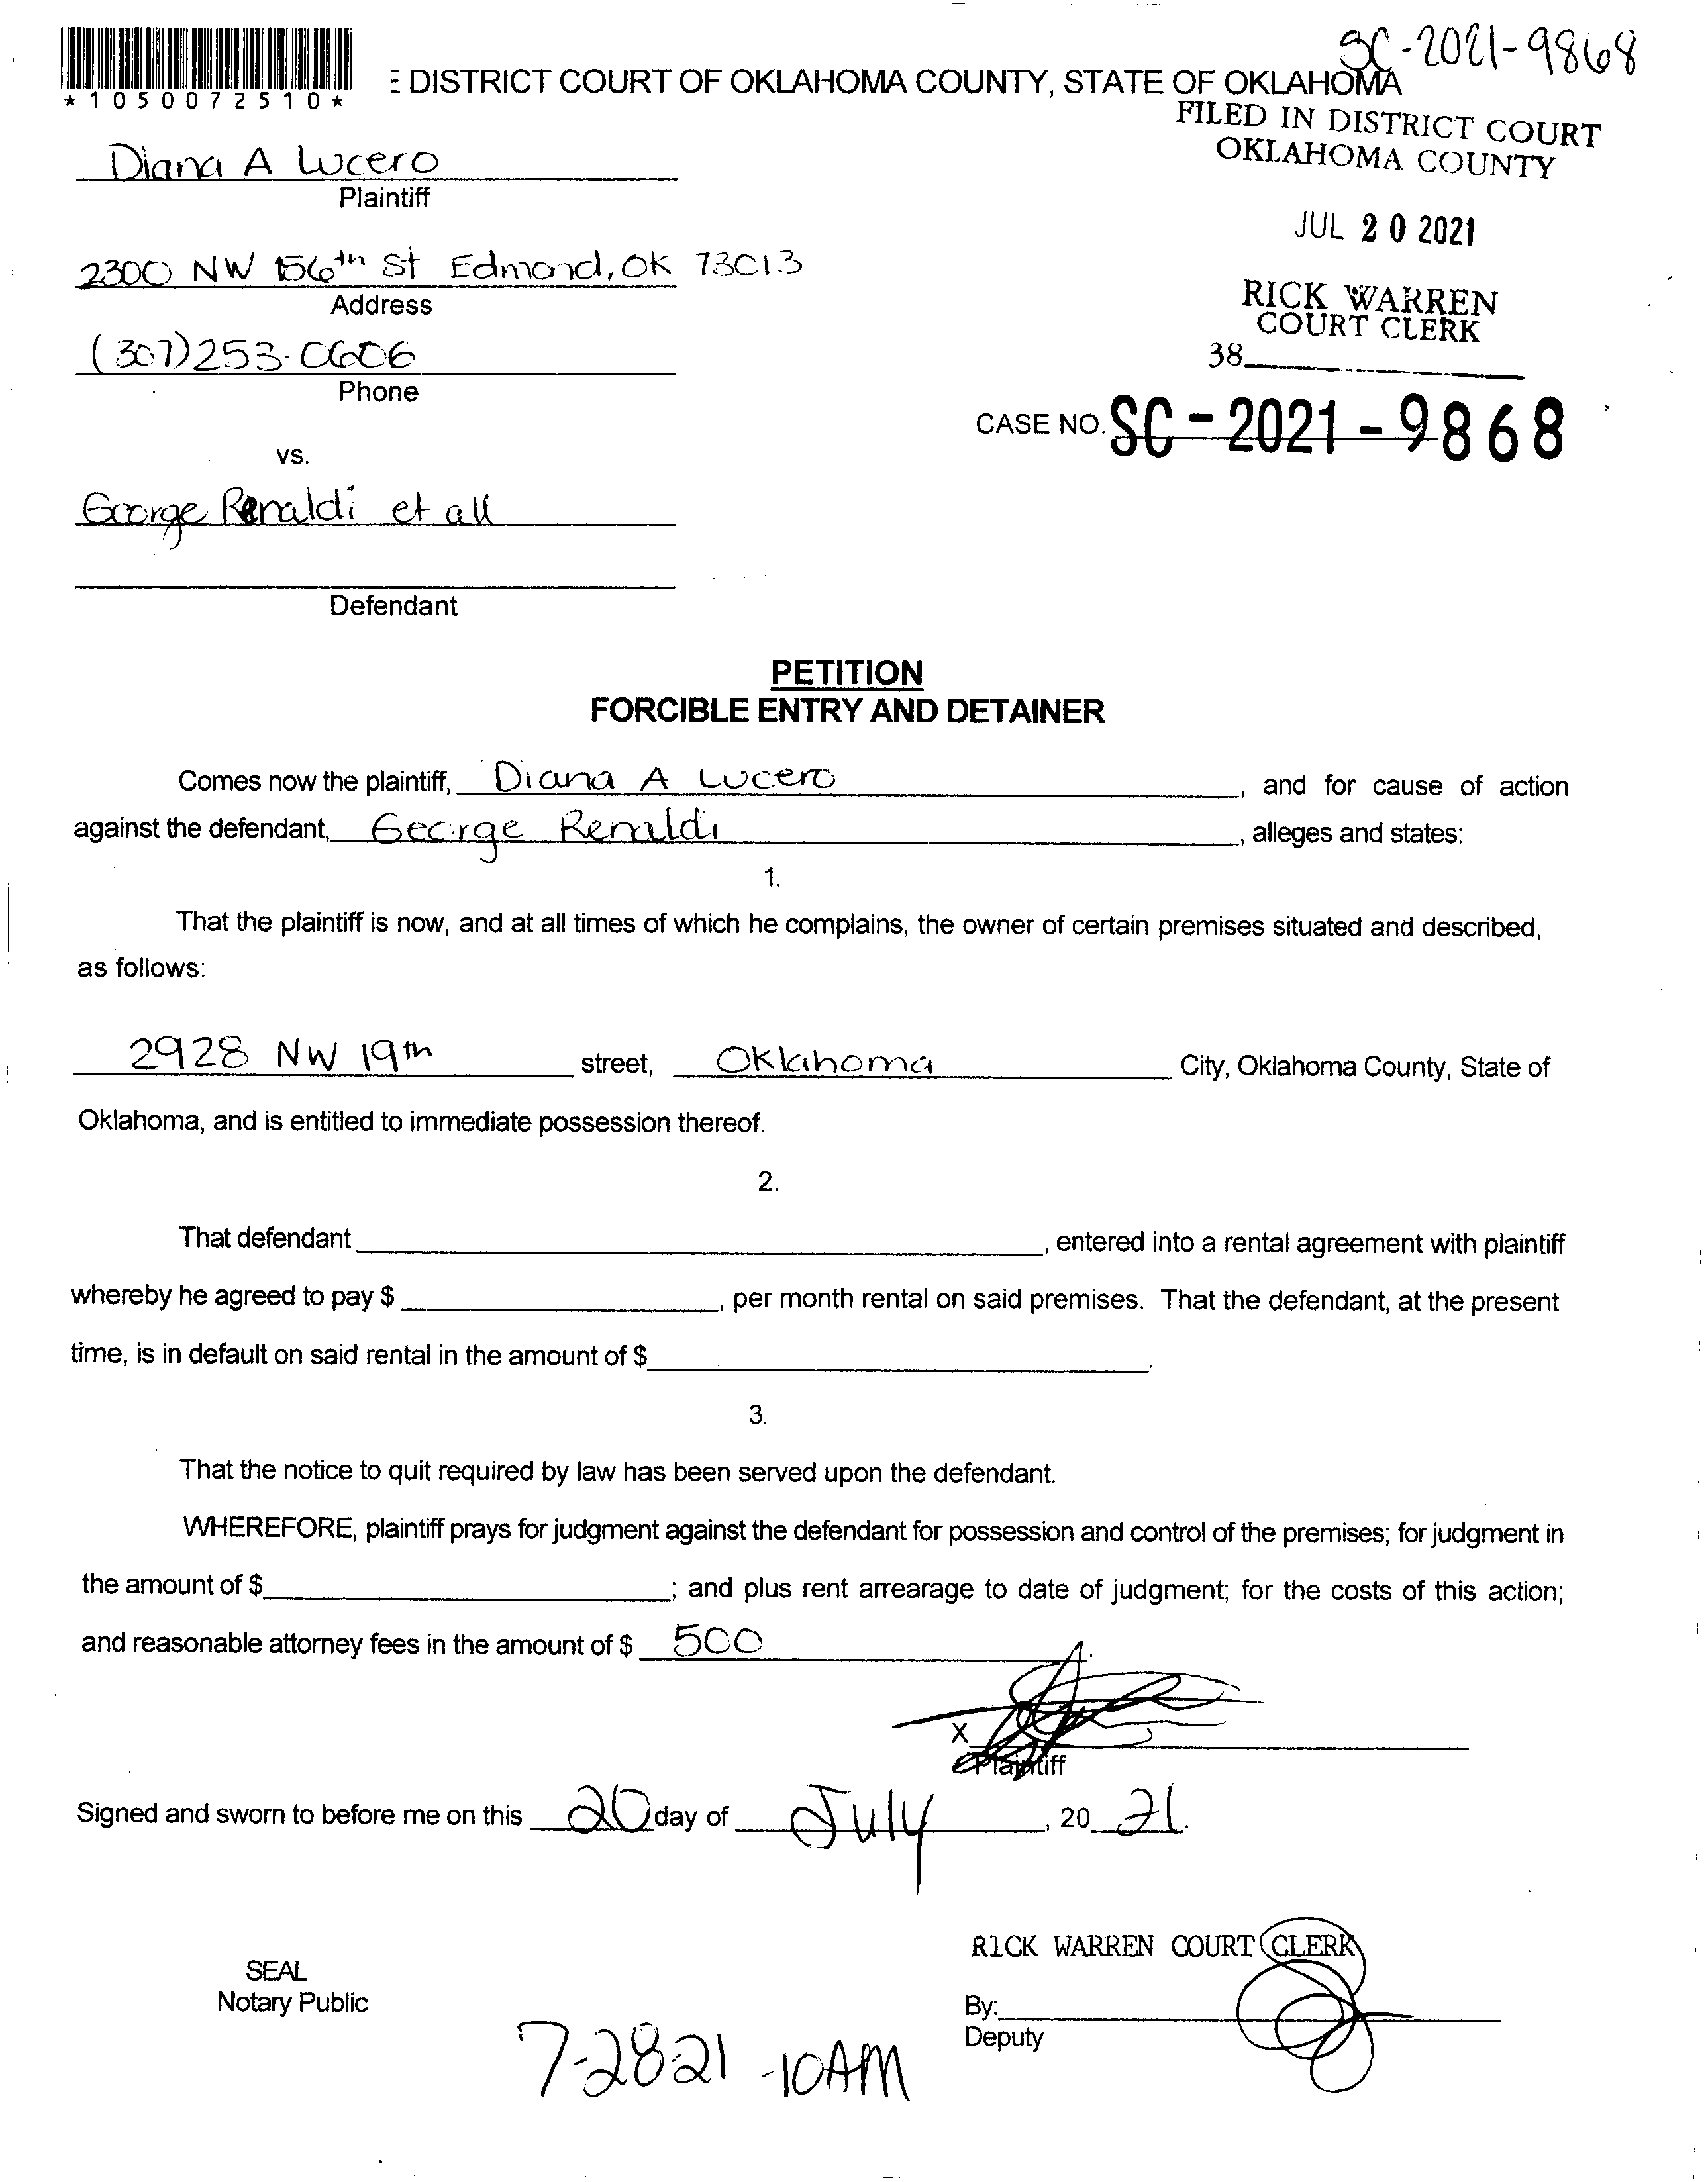 SC-2021-9868
*1050072510*
E DISTRICT COURT OF OKLAHOMA COUNTY, STATE OF OKLAHOMA
FILED IN DISTRICT COURT
OKLAHOMA COUNTY
Diana A Lucero
Plaintiff
JUL 20 2021
2300 NW 156th St Edmond, OK 73013
Address
RICK WARREN
COURT CLERK
(307)253-0606
Phone
38
CASE NO. SC-2021-9868
vs.
George Renaldi et all
Defendant
PETITION
FORCIBLE ENTRY AND DETAINER
Comes now the plaintiff, Diana A Lucero, and for cause of action
against the defendant, George Renaldi, alleges and states:
1.
That the plaintiff is now, and at all times of which he complains, the owner of certain premises situated and described,
as follows:
2928 NW 19th street, Oklahoma City, Oklahoma County, State of
Oklahoma, and is entitled to immediate possession thereof.
2.
That defendant, entered into a rental agreement with plaintiff
whereby he agreed to pay $, per month rental on said premises. That the defendant, at the present
time, is in default on said rental in the amount of $.
3.
That the notice to quit required by law has been served upon the defendant.
WHEREFORE, plaintiff prays for judgment against the defendant for possession and control of the premises; for judgment in
the amount of $; and plus rent arrearage to date of judgment; for the costs of this action;
and reasonable attorney fees in the amount of $ 500.
X
Plaintiff
Signed and sworn to before me on this 20 day of July, 20 21.
RICK WARREN COURT CLERK
SEAL
Notary Public
By:
Deputy
7-28-21 -10AM